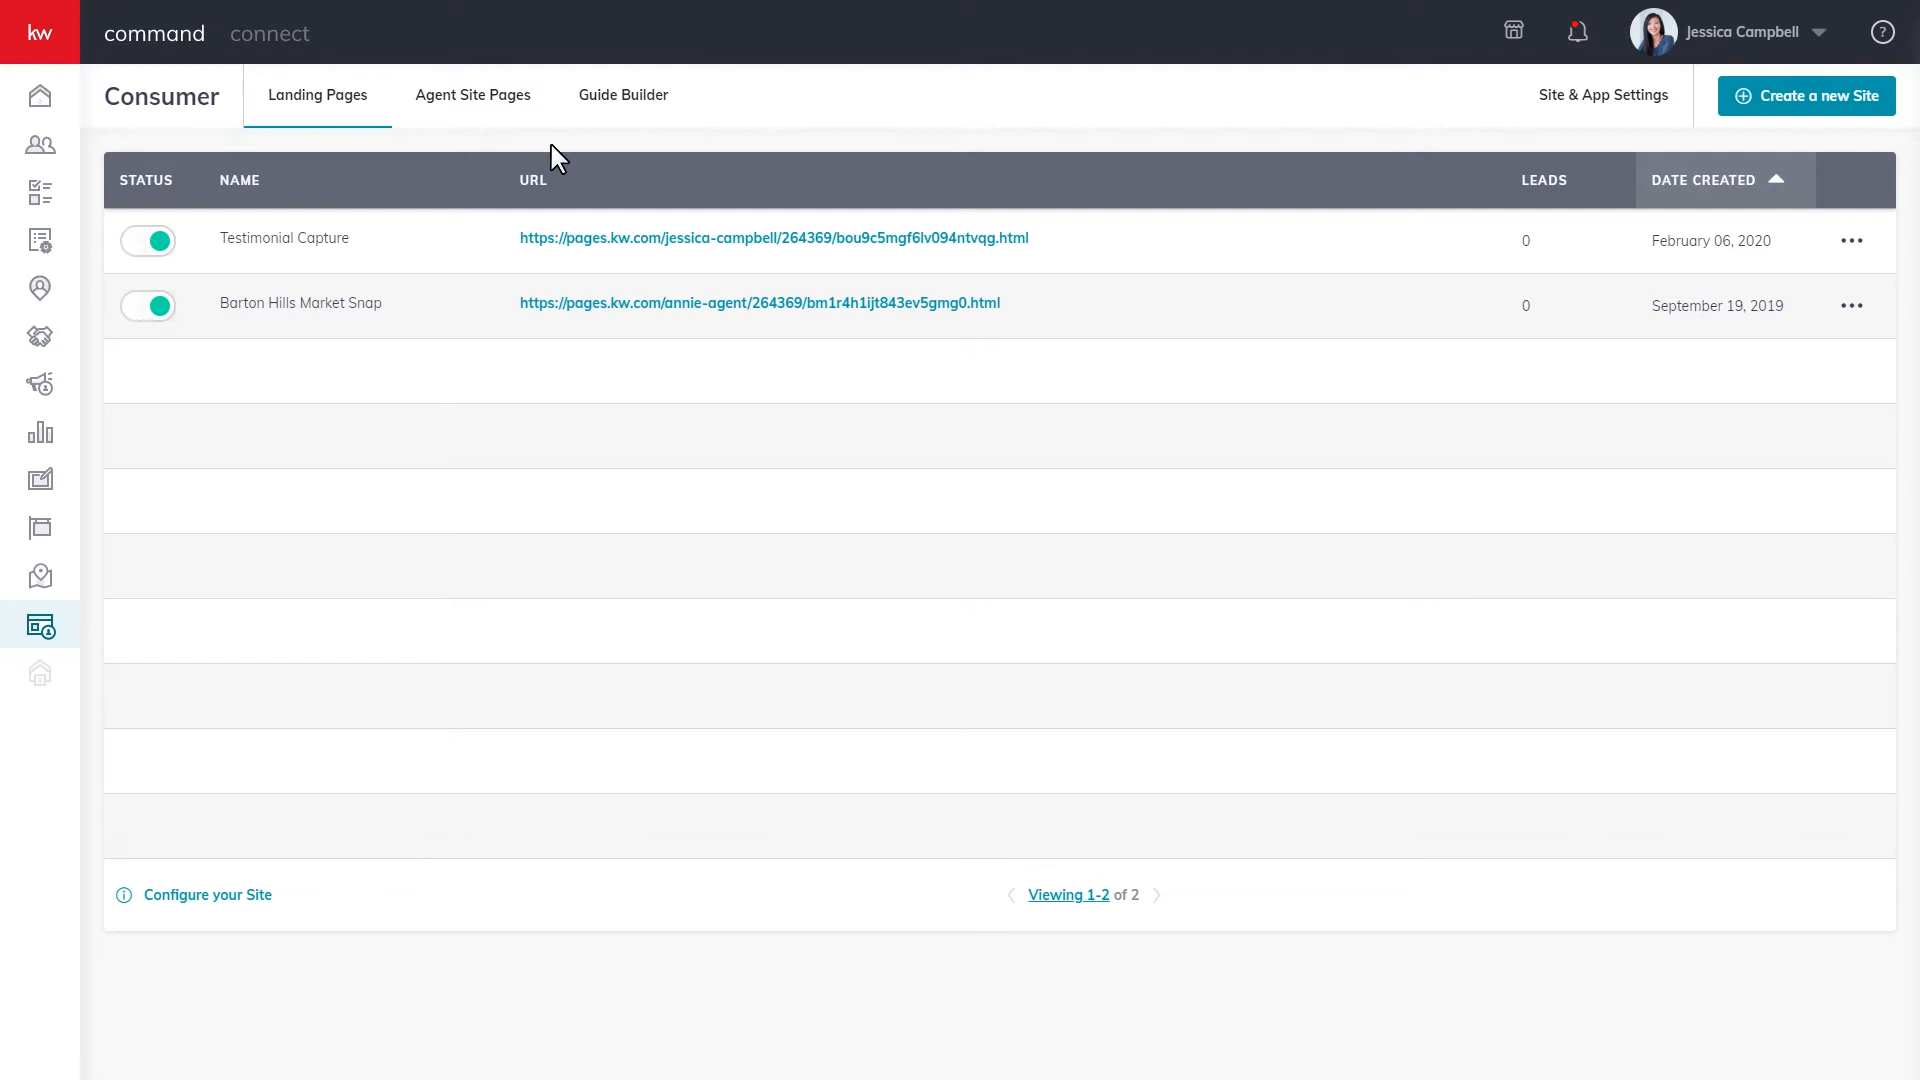 kw command connect Jessica Campbell ?
Consumer Landing Pages Agent Site Pages Guide Builder Site & App Settings Create a new Site
STATUS NAME URL LEADS DATE CREATED
Testimonial Capture https://pages.kw.com/jessica-campbell/264369/bou9c5mgf6lv094ntvqg.html 0 February 06, 2020
Barton Hills Market Snap https://pages.kw.com/annie-agent/264369/bm1r4h1ijt843ev5gmg0.html 0 September 19, 2019
Configure your Site Viewing 1-2 of 2